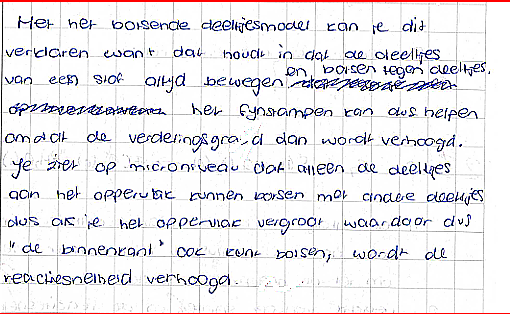 Met het botsende deeltjesmodel kan je dit
verklaren want dat houdt in dat de deeltjes
van een stof altijd bewegen en botsen tegen deeltjes.
het fijnstampen kan dus helpen
omdat de verdelingsgraad dan wordt verhoogd.
Je ziet op microniveau dat alleen de deeltjes
aan het oppervlak kunnen botsen met andere deeltjes
dus als je het oppervlak vergroot waardoor dus
"de binnenkant" ook kunt botsen, wordt de
reactiesnelheid verhoogd.